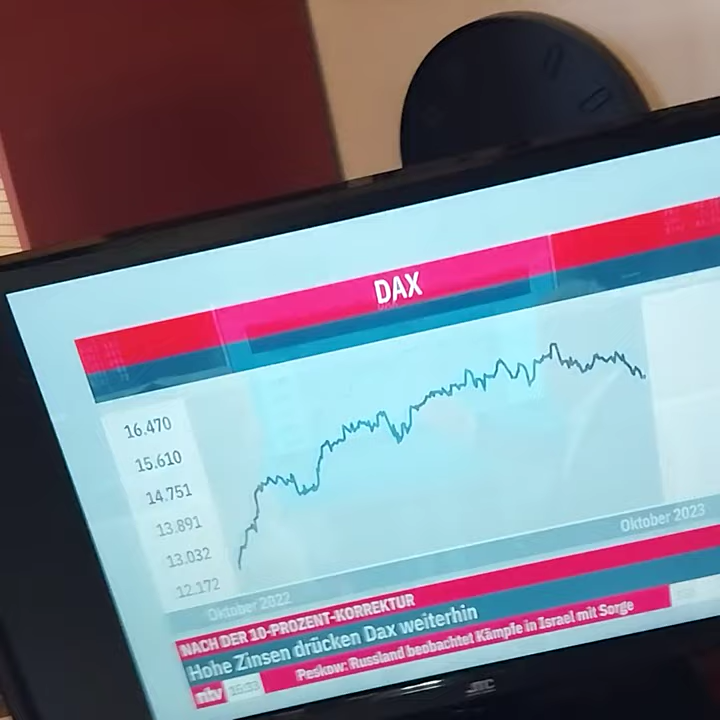 DAX
16.470
15.610
14.751
13.891
13.032
12.172
Oktober 2022
Oktober 2023
NACH DER 10-PROZENT-KORREKTUR
Hohe Zinsen drücken Dax weiterhin
ntv
Peskow: Russland beobachtet Kämpfe in Israel mit Sorge